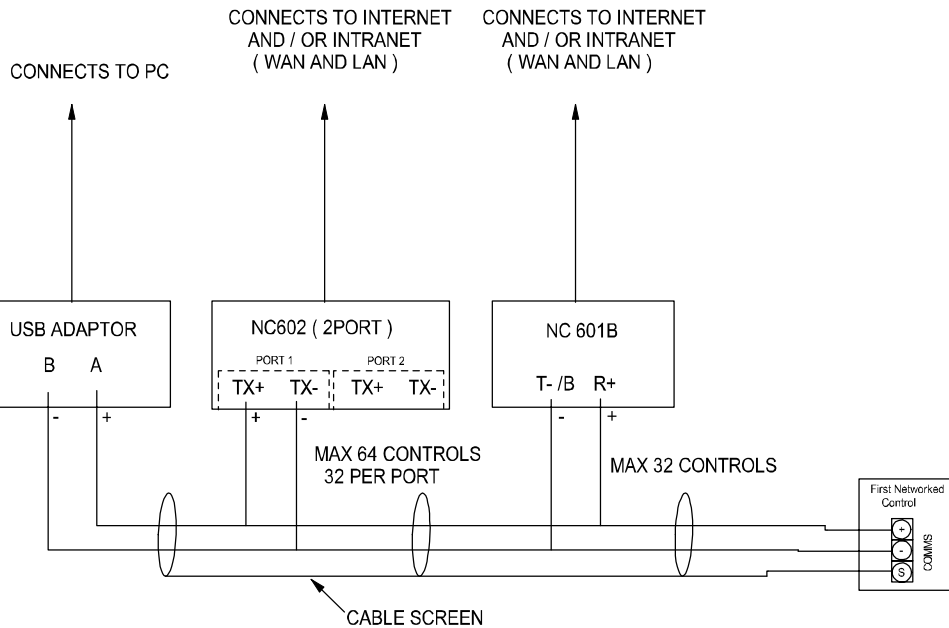 CONNECTS TO PC
CONNECTS TO INTERNET
AND / OR INTRANET
( WAN AND LAN )
CONNECTS TO INTERNET
AND / OR INTRANET
( WAN AND LAN )
USB ADAPTOR
B A
- +
NC602 ( 2PORT )
PORT 1 PORT 2
TX+ TX- TX+ TX-
+ -
NC 601B
T- /B R+
- +
MAX 64 CONTROLS
32 PER PORT
MAX 32 CONTROLS
First Networked
Control
+
-
S
COMMS
CABLE SCREEN